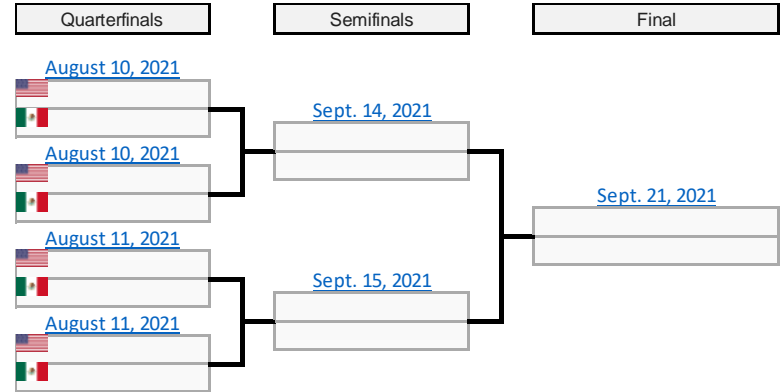 Quarterfinals
Semifinals
Final
August 10, 2021
August 10, 2021
August 11, 2021
August 11, 2021
Sept. 14, 2021
Sept. 15, 2021
Sept. 21, 2021